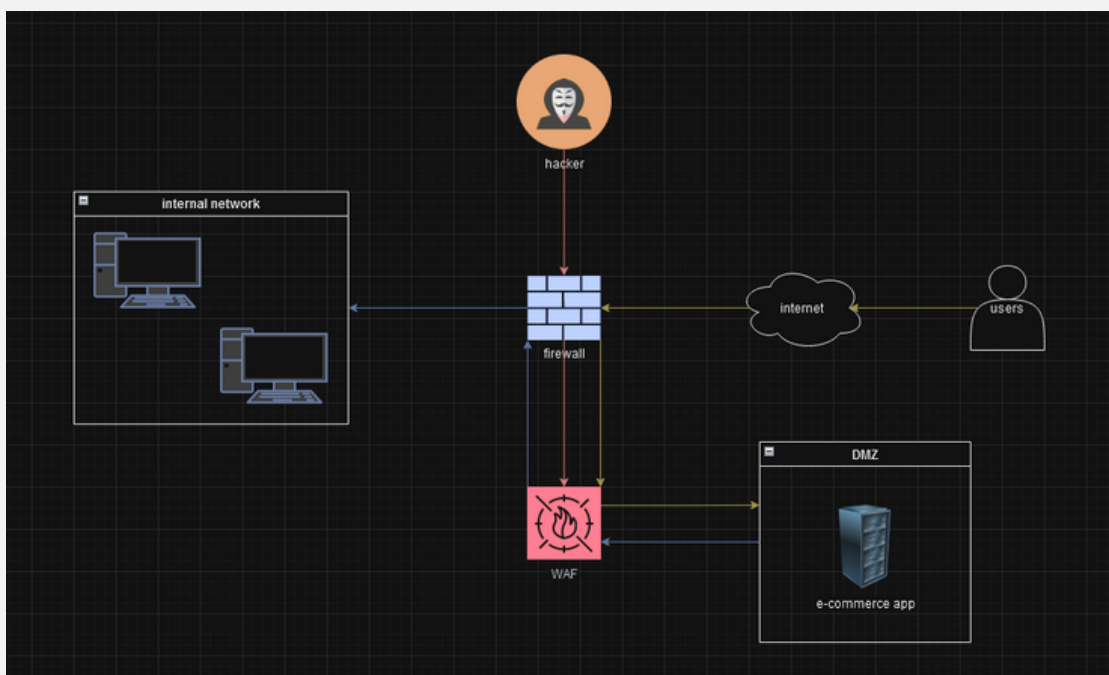 hacker
internal network
internet
users
firewall
DMZ
WAF
e-commerce app